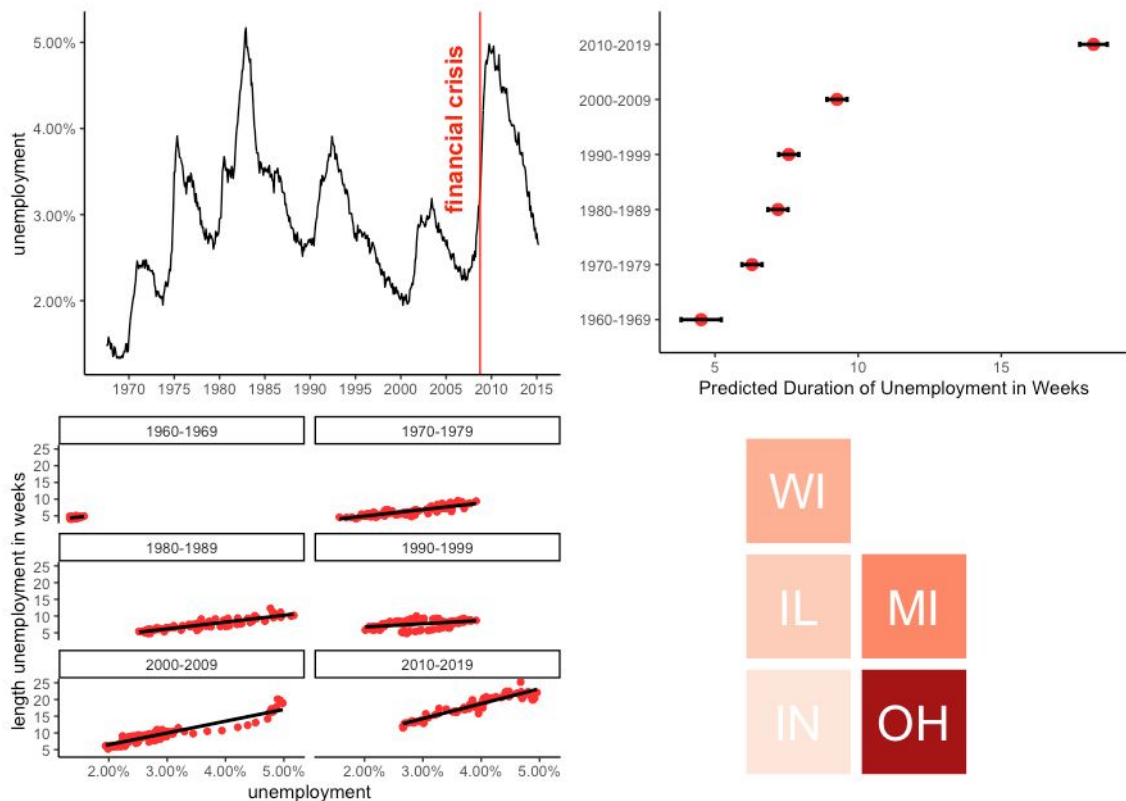 5.00%
4.00%
3.00%
2.00%
unemployment
financial crisis
1970 1975 1980 1985 1990 1995 2000 2005 2010 2015
2010-2019
2000-2009
1990-1999
1980-1989
1970-1979
1960-1969
5 10 15
Predicted Duration of Unemployment in Weeks
length unemployment in weeks
1960-1969 1970-1979
25
20
15
10
5
1980-1989 1990-1999
25
20
15
10
5
2000-2009 2010-2019
25
20
15
10
5
2.00% 3.00% 4.00% 5.00% 2.00% 3.00% 4.00% 5.00%
unemployment
WI
IL MI
IN OH